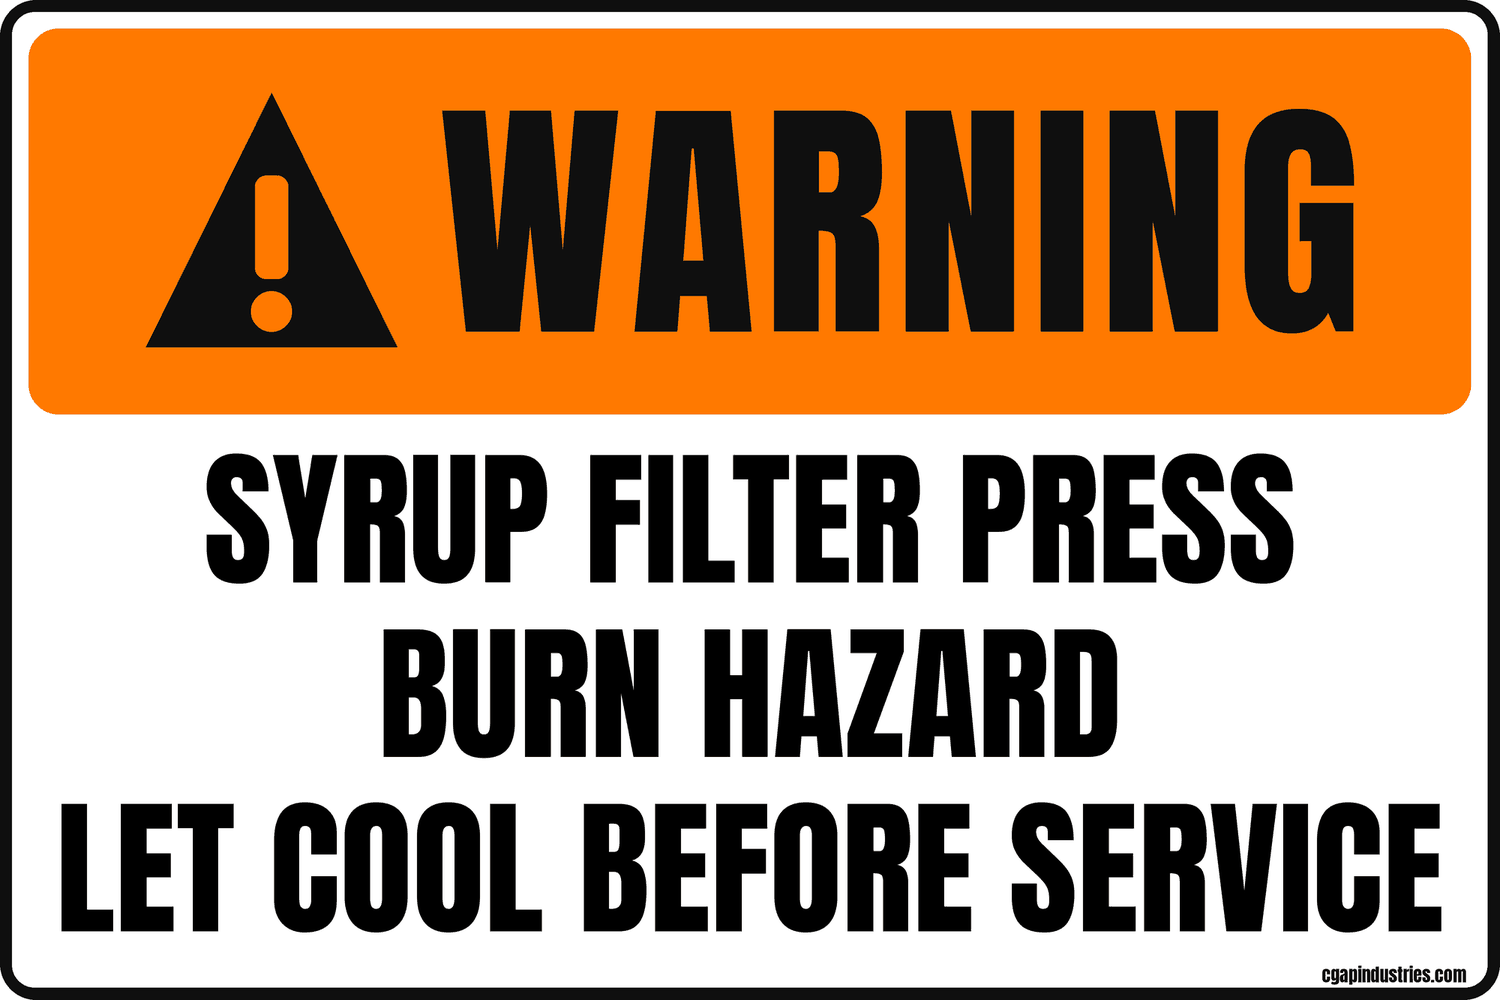 WARNING
SYRUP FILTER PRESS
BURN HAZARD
LET COOL BEFORE SERVICE
cgapindustries.com